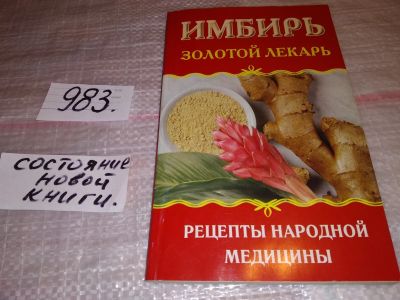 983.
состояние
новой
книги.
ИМБИРЬ
ЗОЛОТОЙ ЛЕКАРЬ
РЕЦЕПТЫ НАРОДНОЙ
МЕДИЦИНЫ